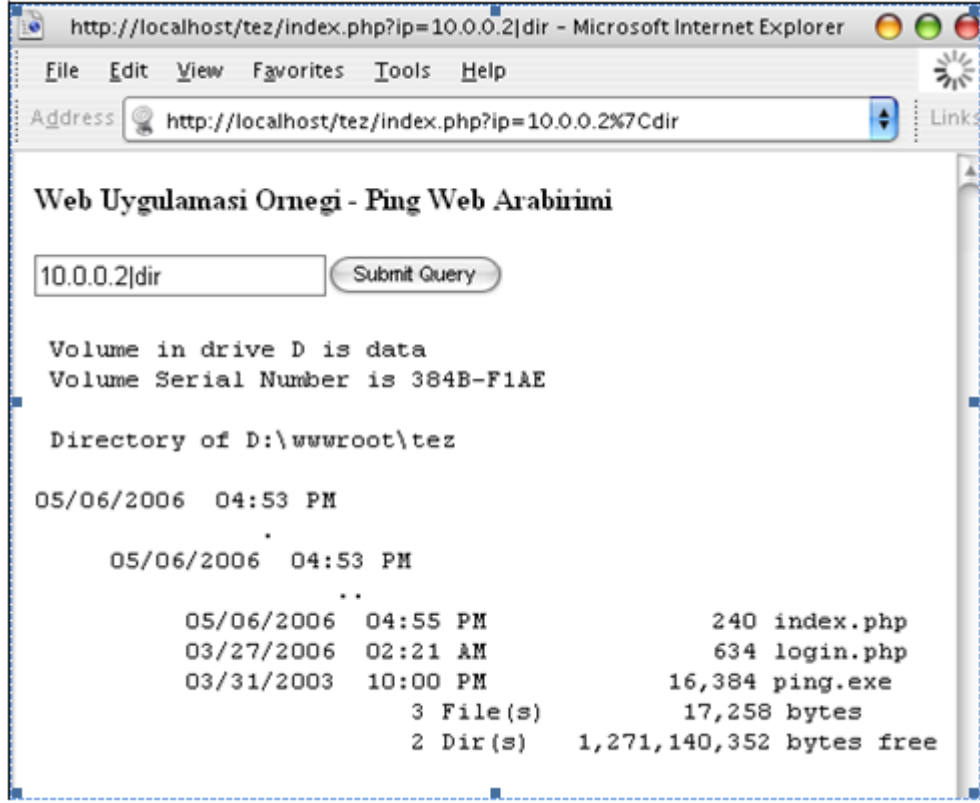 http://localhost/tez/index.php?ip=10.0.0.2|dir - Microsoft Internet Explorer
File Edit View Favorites Tools Help
Address http://localhost/tez/index.php?ip=10.0.0.2%7Cdir Links
Web Uygulamasi Ornegi - Ping Web Arabirimi
10.0.0.2|dir Submit Query
Volume in drive D is data
Volume Serial Number is 384B-F1AE
Directory of D:\wwwroot\tez
05/06/2006 04:53 PM
.
05/06/2006 04:53 PM
..
05/06/2006 04:55 PM 240 index.php
03/27/2006 02:21 AM 634 login.php
03/31/2003 10:00 PM 16,384 ping.exe
3 File(s) 17,258 bytes
2 Dir(s) 1,271,140,352 bytes free